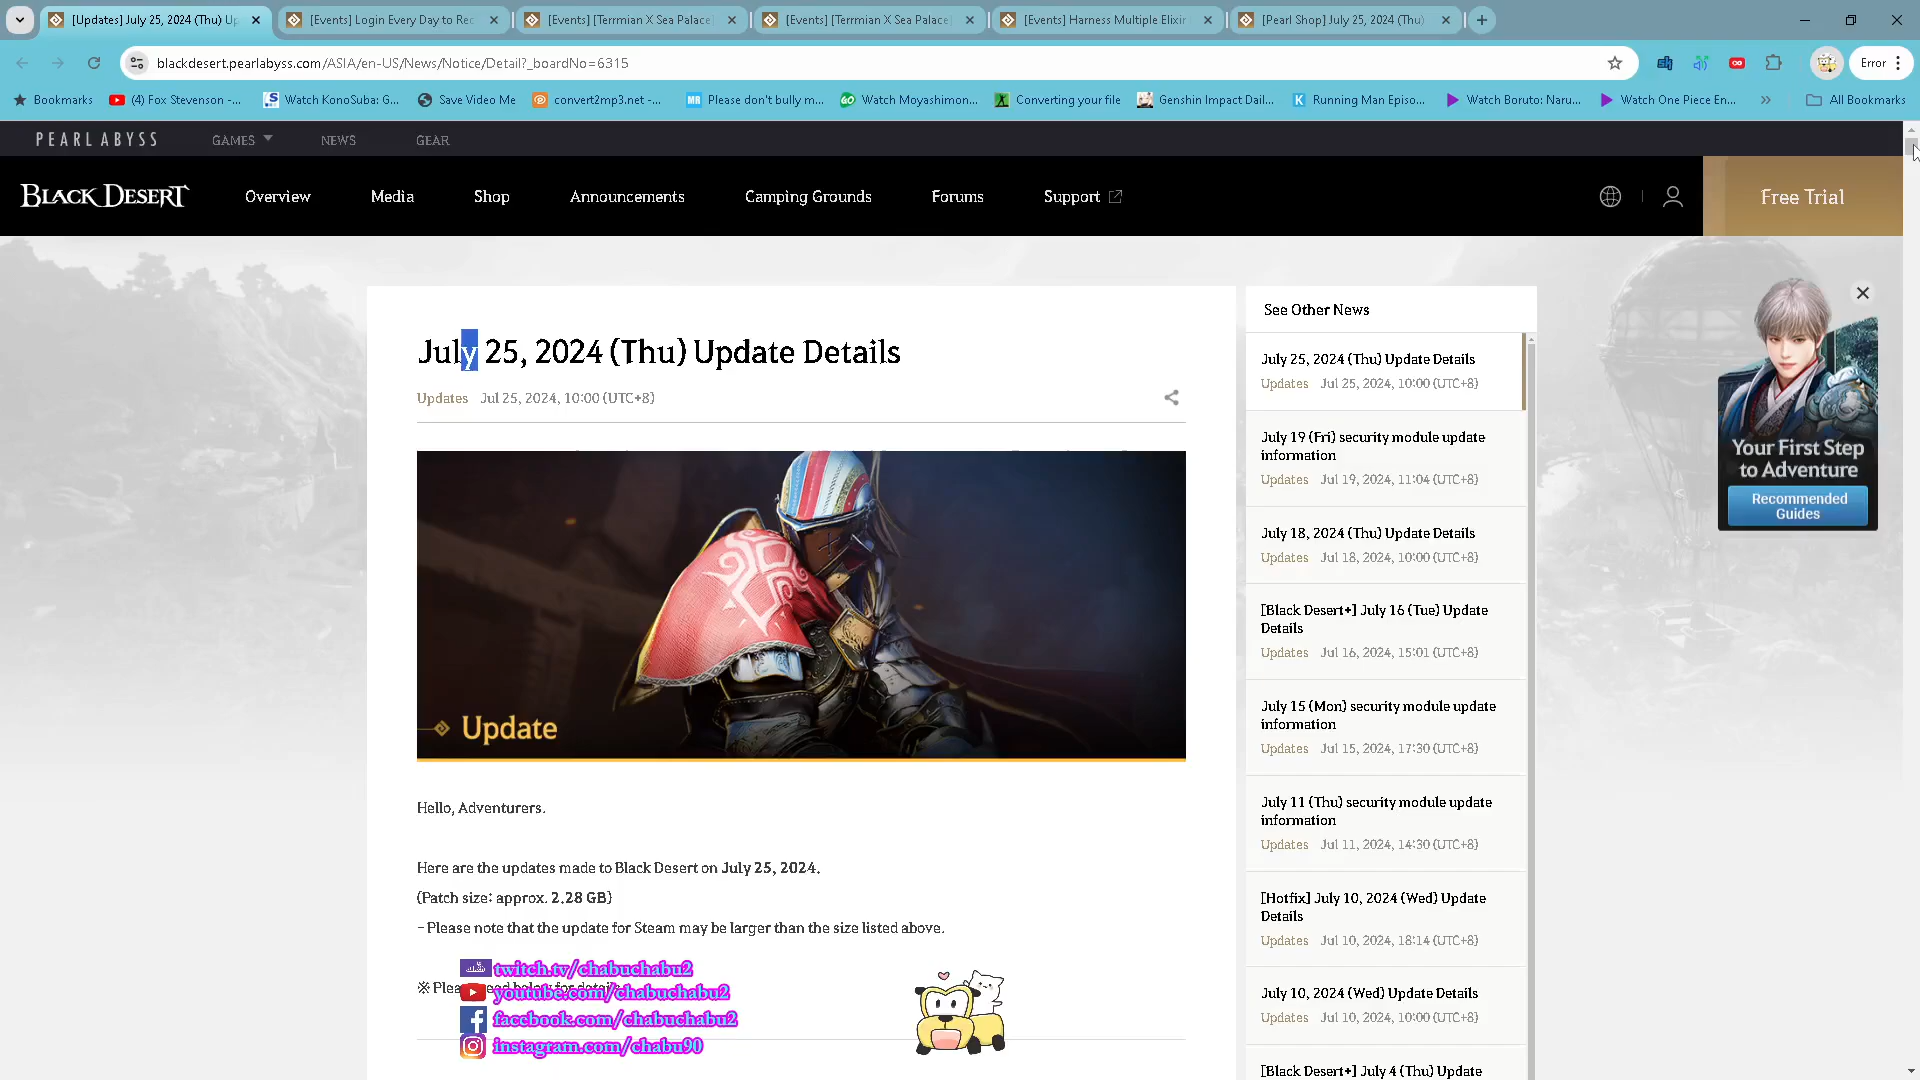 [Updates] July 25, 2024 (Thu) Up
[Events] Login Every Day to Rec
[Events] [Terrmian X Sea Palace
[Events] [Terrmian X Sea Palace
[Events] Harness Multiple Elixir
[Pearl Shop] July 25, 2024 (Thu)
blackdesert.pearlabyss.com/ASIA/en-US/News/Notice/Detail?_boardNo=6315
Error
Bookmarks
(4) Fox Stevenson -...
Watch KonoSuba: G...
Save Video Me
convert2mp3.net -...
Please don't bully m...
Watch Moyashimon...
Converting your file
Genshin Impact Dail...
Running Man Episo...
Watch Boruto: Naru...
Watch One Piece En...
All Bookmarks
PEARL ABYSS
GAMES
NEWS
GEAR
BLACK DESERT
Overview
Media
Shop
Announcements
Camping Grounds
Forums
Support
Free Trial
July 25, 2024 (Thu) Update Details
Updates Jul 25, 2024, 10:00 (UTC+8)
Update
Hello, Adventurers.
Here are the updates made to Black Desert on July 25, 2024.
(Patch size: approx. 2.28 GB)
- Please note that the update for Steam may be larger than the size listed above.
※ Please read below for details.
twitch.tv/chabuchabu2
youtube.com/chabuchabu2
facebook.com/chabuchabu2
instagram.com/chabu90
See Other News
July 25, 2024 (Thu) Update Details
Updates Jul 25, 2024, 10:00 (UTC+8)
July 19 (Fri) security module update
information
Updates Jul 19, 2024, 11:04 (UTC+8)
July 18, 2024 (Thu) Update Details
Updates Jul 18, 2024, 10:00 (UTC+8)
[Black Desert+] July 16 (Tue) Update
Details
Updates Jul 16, 2024, 15:01 (UTC+8)
July 15 (Mon) security module update
information
Updates Jul 15, 2024, 17:30 (UTC+8)
July 11 (Thu) security module update
information
Updates Jul 11, 2024, 14:30 (UTC+8)
[Hotfix] July 10, 2024 (Wed) Update
Details
Updates Jul 10, 2024, 18:14 (UTC+8)
July 10, 2024 (Wed) Update Details
Updates Jul 10, 2024, 10:00 (UTC+8)
[Black Desert+] July 4 (Thu) Update
Your First Step
to Adventure
Recommended
Guides